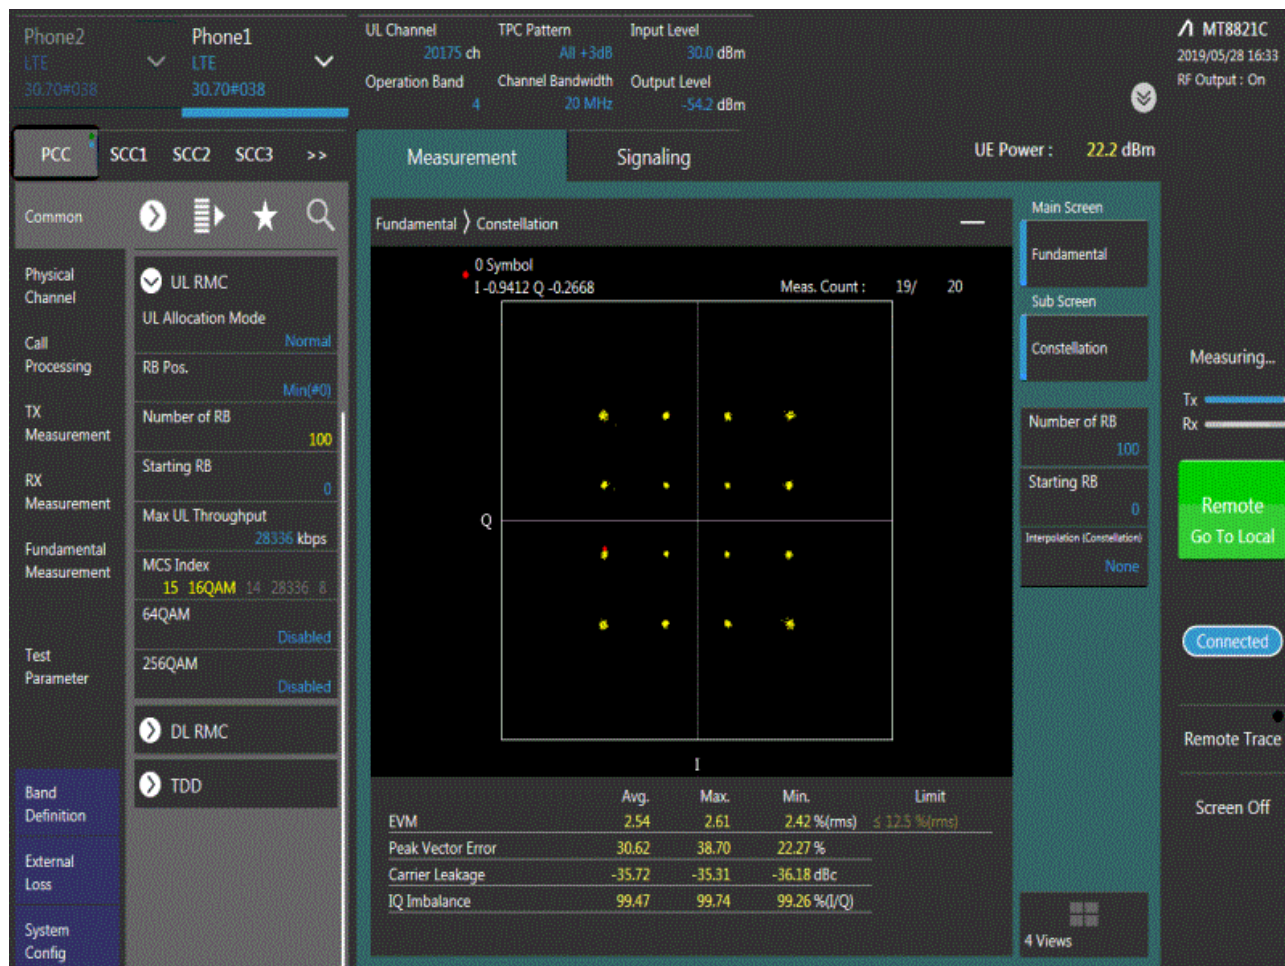 Phone2
LTE
30.70#038
Phone1
LTE
30.70#038
UL Channel
20175 ch
TPC Pattern
All +3dB
Input Level
30.0 dBm
Operation Band
4
Channel Bandwidth
20 MHz
Output Level
-54.2 dBm
MT8821C
2019/05/28 16:33
RF Output : On
PCC
SCC1
SCC2
SCC3
>>
Measurement
Signaling
UE Power : 22.2 dBm
Common
Physical
Channel
Call
Processing
TX
Measurement
RX
Measurement
Fundamental
Measurement
Test
Parameter
Band
Definition
External
Loss
System
Config
UL RMC
UL Allocation Mode
Normal
RB Pos.
Min(#0)
Number of RB
100
Starting RB
0
Max UL Throughput
28336 kbps
MCS Index
15 16QAM 14 28336 8
64QAM
Disabled
256QAM
Disabled
DL RMC
TDD
Fundamental 〉 Constellation
0 Symbol
I -0.9412 Q -0.2668
Meas. Count : 19/ 20
Q
I
Avg. Max. Min. Limit
EVM 2.54 2.61 2.42 %(rms) ≤ 12.5 %(rms)
Peak Vector Error 30.62 38.70 22.27 %
Carrier Leakage -35.72 -35.31 -36.18 dBc
IQ Imbalance 99.47 99.74 99.26 %(I/Q)
Main Screen
Fundamental
Sub Screen
Constellation
Number of RB
100
Starting RB
0
Interpolation (Constellation)
None
4 Views
Measuring...
Tx
Rx
Remote
Go To Local
Connected
Remote Trace
Screen Off